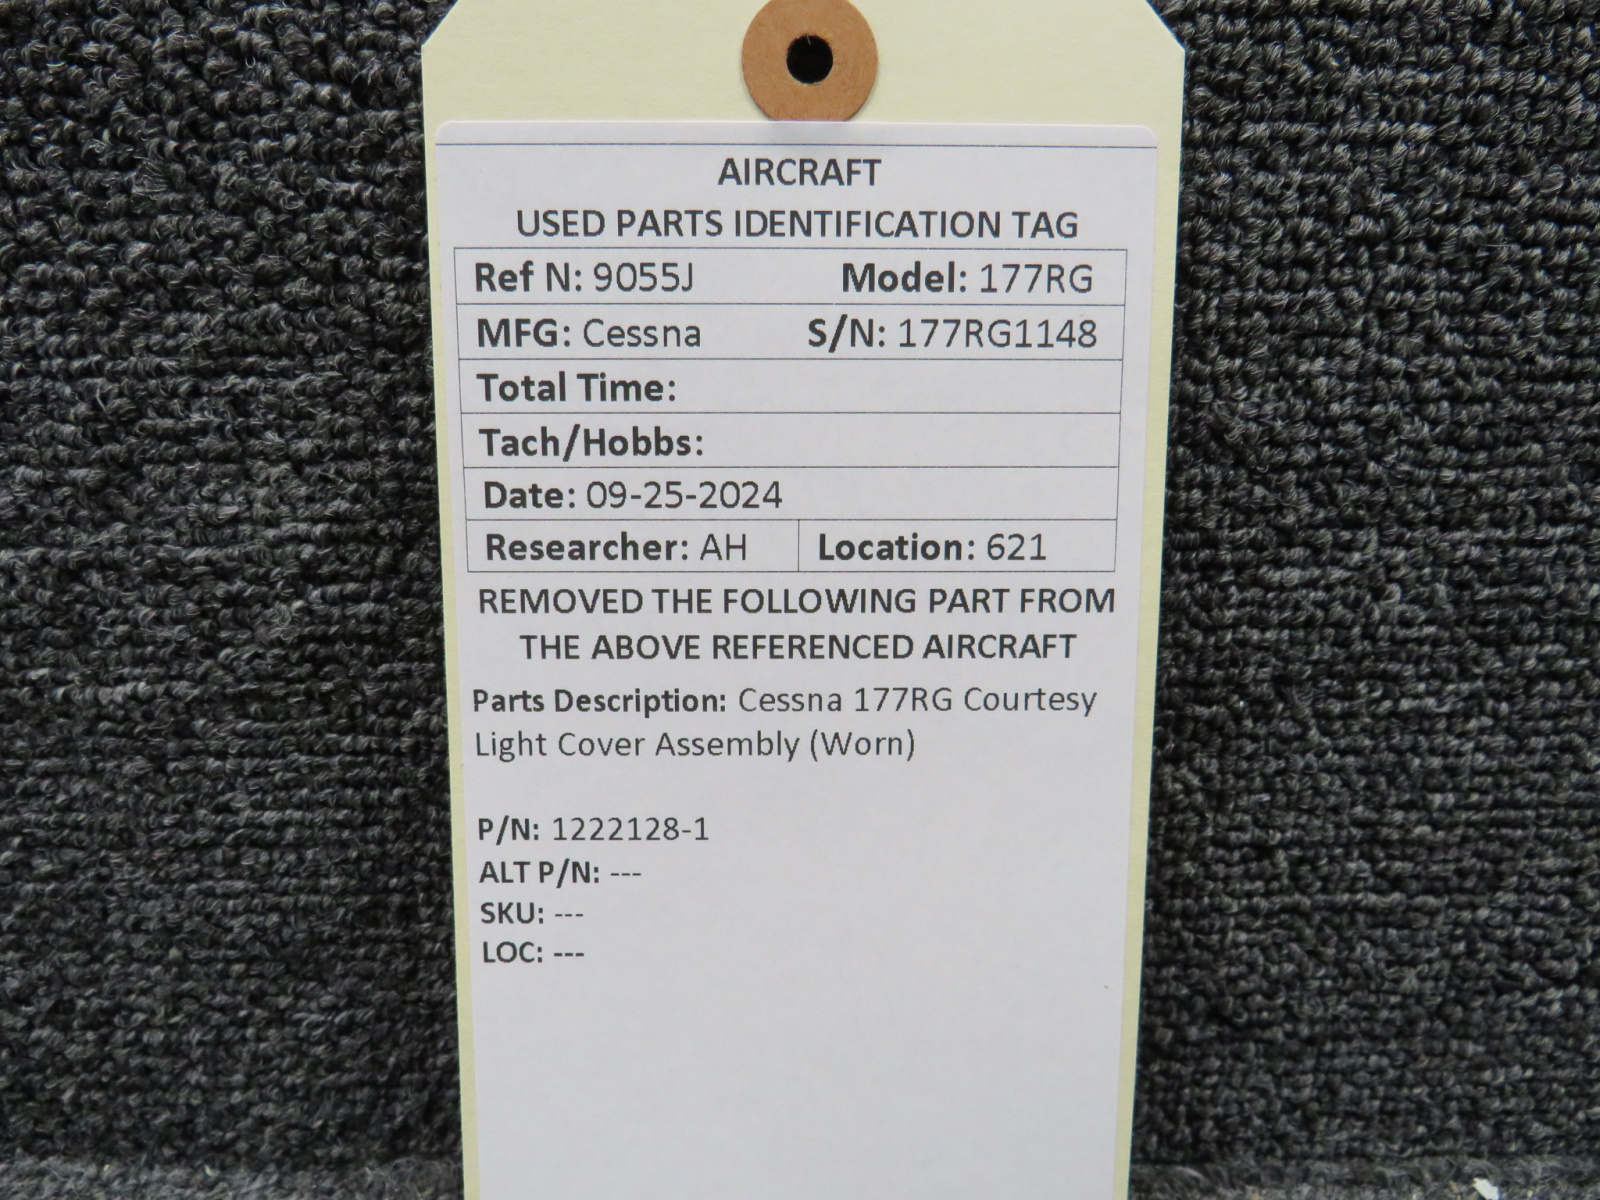 AIRCRAFT
USED PARTS IDENTIFICATION TAG
Ref N: 9055J Model: 177RG
MFG: Cessna S/N: 177RG1148
Total Time:
Tach/Hobbs:
Date: 09-25-2024
Researcher: AH Location: 621
REMOVED THE FOLLOWING PART FROM
THE ABOVE REFERENCED AIRCRAFT
Parts Description: Cessna 177RG Courtesy
Light Cover Assembly (Worn)
P/N: 1222128-1
ALT P/N: ---
SKU: ---
LOC: ---